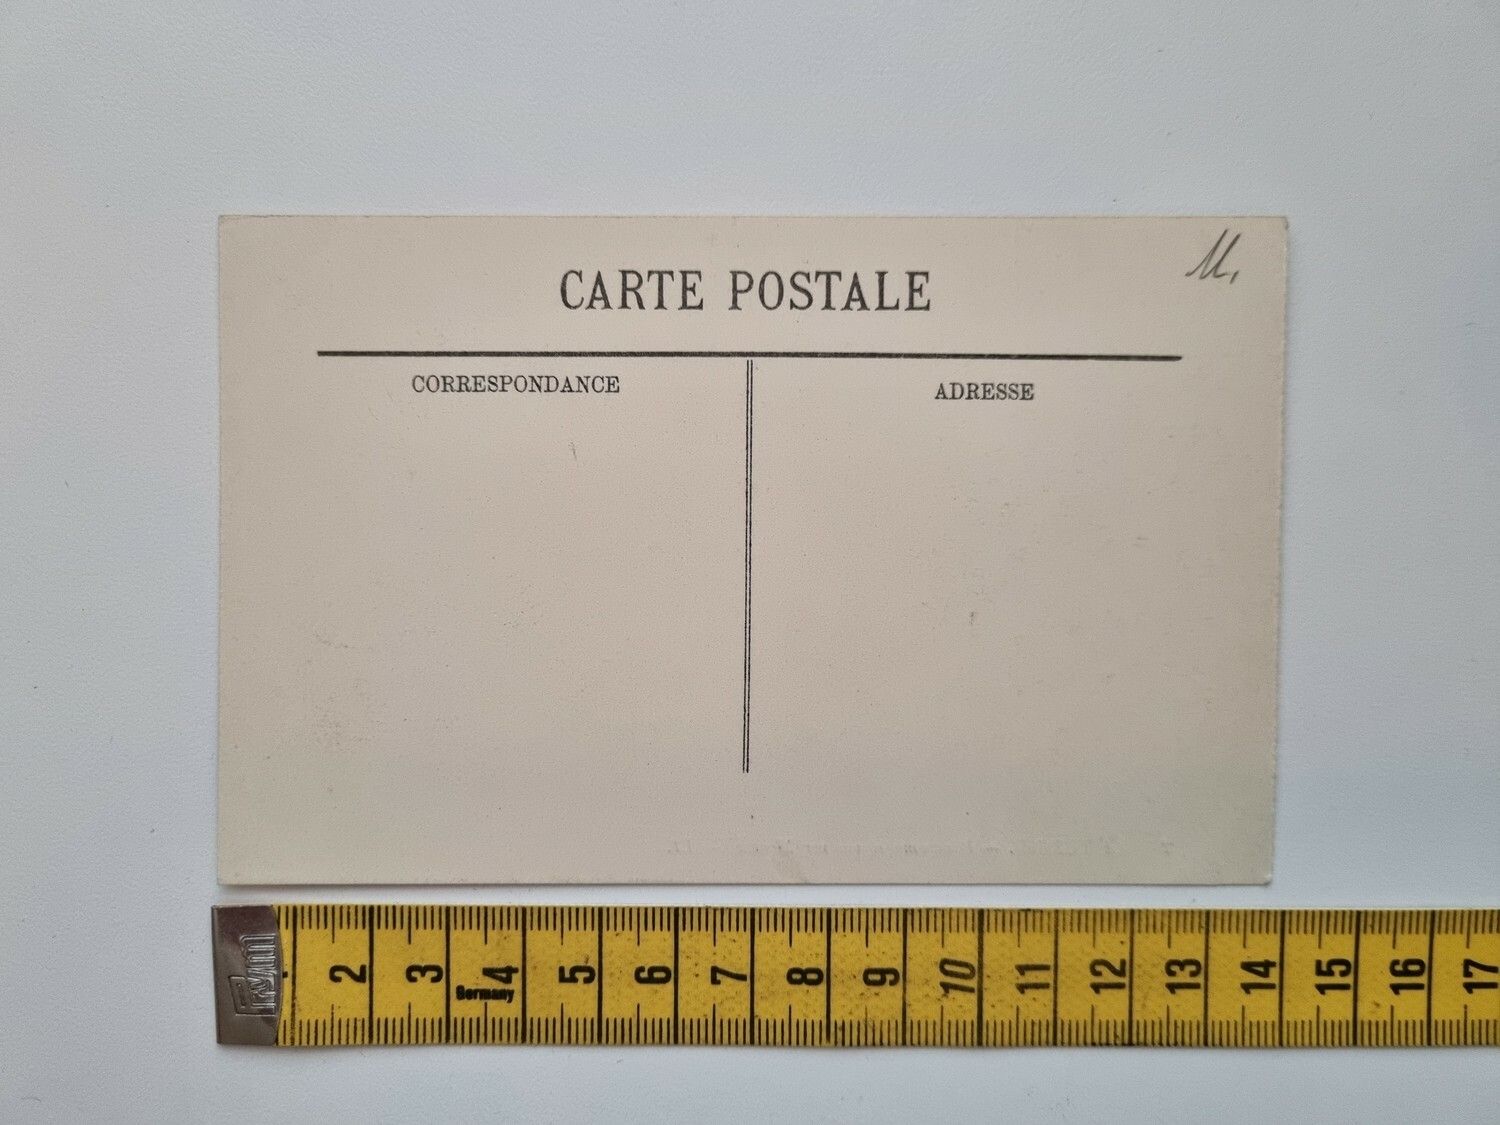 CARTE POSTALE
CORRESPONDANCE
ADRESSE
Prym
2 3 4 5 6 7 8 9 10 11 12 13 14 15 16 17
Germany